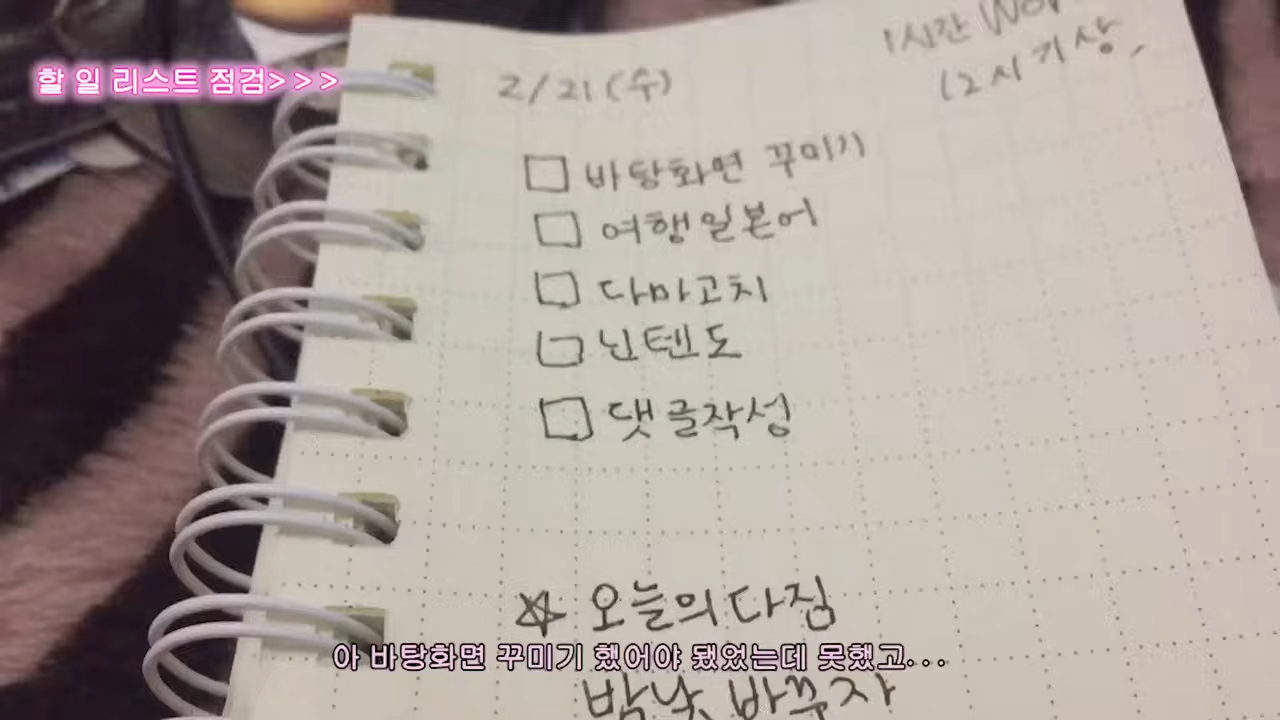 할 일 리스트 점검>>>
1시간
12시기상,
2/21(수)
바탕화면 꾸미기
여행일본어
다마고치
닌텐도
댓글작성
☆ 오늘의다짐
아 바탕화면 꾸미기 했어야 됐었는데 못했고...
밤낮 바꾸자